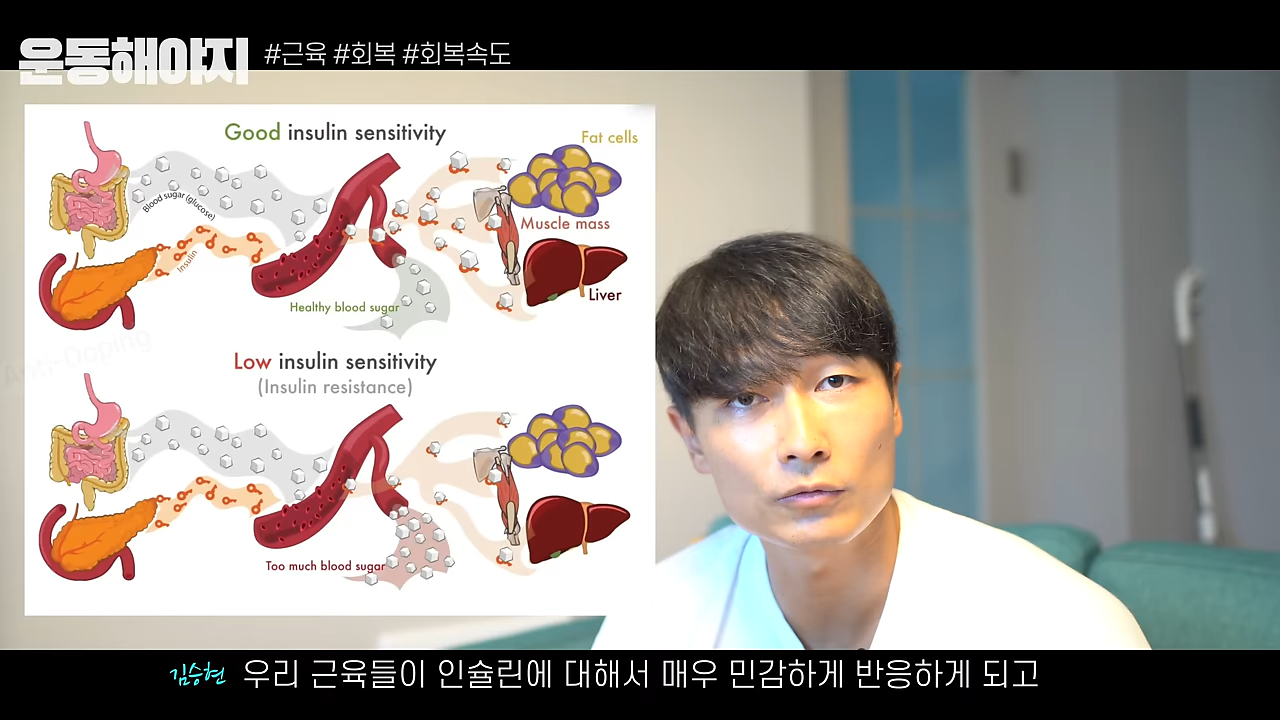 운동해야지 #근육 #회복 #회복속도
Good insulin sensitivity
Fat cells
Blood sugar (glucose)
Muscle mass
Insulin
Liver
Healthy blood sugar
Anti-Doping
Low insulin sensitivity
(Insulin resistance)
Too much blood sugar
김승현 우리 근육들이 인슐린에 대해서 매우 민감하게 반응하게 되고